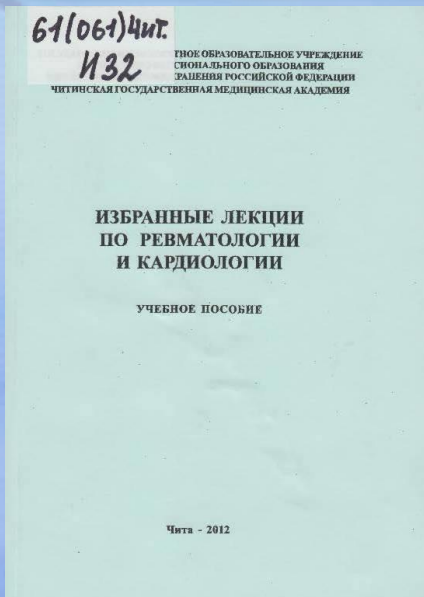 61(061)Чит.
И32
ТНОЕ ОБРАЗОВАТЕЛЬНОЕ УЧРЕЖДЕНИЕ
СИОНАЛЬНОГО ОБРАЗОВАНИЯ
РАНЕНИЯ РОССИЙСКОЙ ФЕДЕРАЦИИ
ЧИТИНСКАЯ ГОСУДАРСТВЕННАЯ МЕДИЦИНСКАЯ АКАДЕМИЯ
ИЗБРАННЫЕ ЛЕКЦИИ
ПО РЕВМАТОЛОГИИ
И КАРДИОЛОГИИ
УЧЕБНОЕ ПОСОБИЕ
Чита - 2012